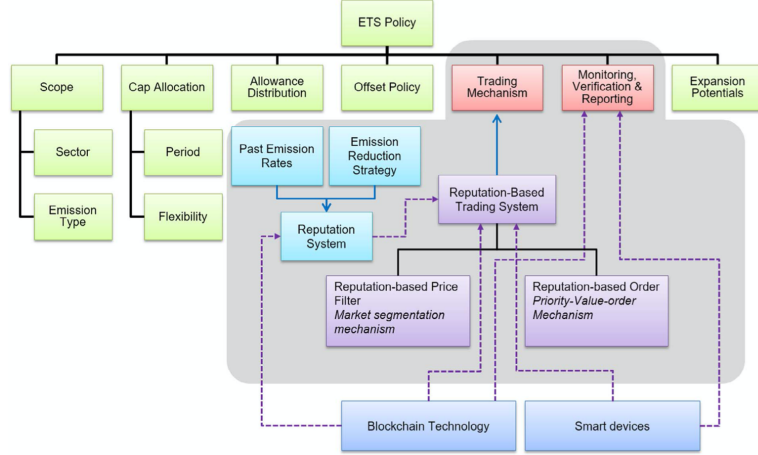 ETS Policy
Scope
Cap Allocation
Allowance
Distribution
Offset Policy
Trading
Mechanism
Monitoring,
Verification &
Reporting
Expansion
Potentials
Sector
Period
Past Emission
Rates
Emission
Reduction
Strategy
Emission
Type
Flexibility
Reputation
System
Reputation-Based
Trading System
Reputation-based Price
Filter
Market segmentation
mechanism
Reputation-based Order
Priority-Value-order
Mechanism
Blockchain Technology
Smart devices